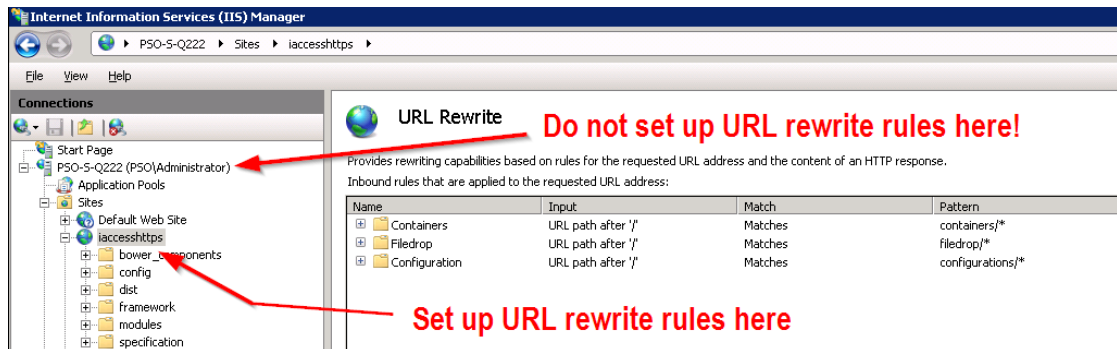 Internet Information Services (IIS) Manager
PSO-S-Q222 Sites iaccesshttps
File View Help
Connections
Start Page
PSO-S-Q222 (PSO\Administrator)
Application Pools
Sites
Default Web Site
iaccesshttps
bower_components
config
dist
framework
modules
specification
URL Rewrite
Do not set up URL rewrite rules here!
Provides rewriting capabilities based on rules for the requested URL address and the content of an HTTP response.
Inbound rules that are applied to the requested URL address:
Name Input Match Pattern
Containers URL path after '/' Matches containers/*
Filedrop URL path after '/' Matches filedrop/*
Configuration URL path after '/' Matches configurations/*
Set up URL rewrite rules here